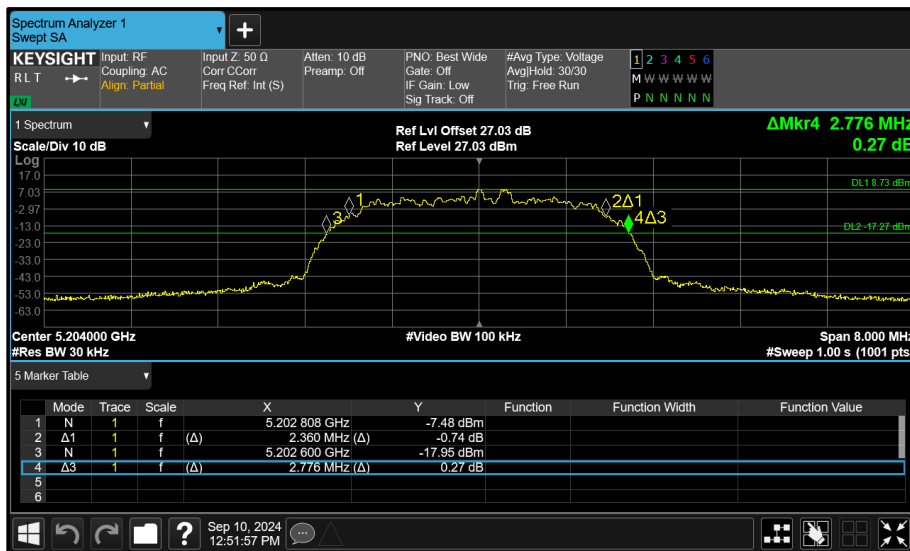 Spectrum Analyzer 1
Swept SA
KEYSIGHT
R L T
LXI
Input: RF
Coupling: AC
Align: Partial
Input Z: 50 Ω
Corr CCorr
Freq Ref: Int (S)
Atten: 10 dB
Preamp: Off
PNO: Best Wide
Gate: Off
IF Gain: Low
Sig Track: Off
#Avg Type: Voltage
Avg|Hold: 30/30
Trig: Free Run
1 2 3 4 5 6
M W W W W W
P N N N N N
1 Spectrum
Scale/Div 10 dB
Ref Lvl Offset 27.03 dB
Ref Level 27.03 dBm
ΔMkr4 2.776 MHz
0.27 dB
Log
17.0
7.03
-2.97
-13.0
-23.0
-33.0
-43.0
-53.0
-63.0
DL1 8.73 dBm
1
2Δ1
3
4Δ3
DL2 -17.27 dBm
Center 5.204000 GHz
#Video BW 100 kHz
Span 8.000 MHz
#Res BW 30 kHz
#Sweep 1.00 s (1001 pts
5 Marker Table
Mode Trace Scale X Y Function Function Width Function Value
1 N 1 f 5.202 808 GHz -7.48 dBm
2 Δ1 1 f (Δ) 2.360 MHz (Δ) -0.74 dB
3 N 1 f 5.202 600 GHz -17.95 dBm
4 Δ3 1 f (Δ) 2.776 MHz (Δ) 0.27 dB
5
6
?
Sep 10, 2024
12:51:57 PM